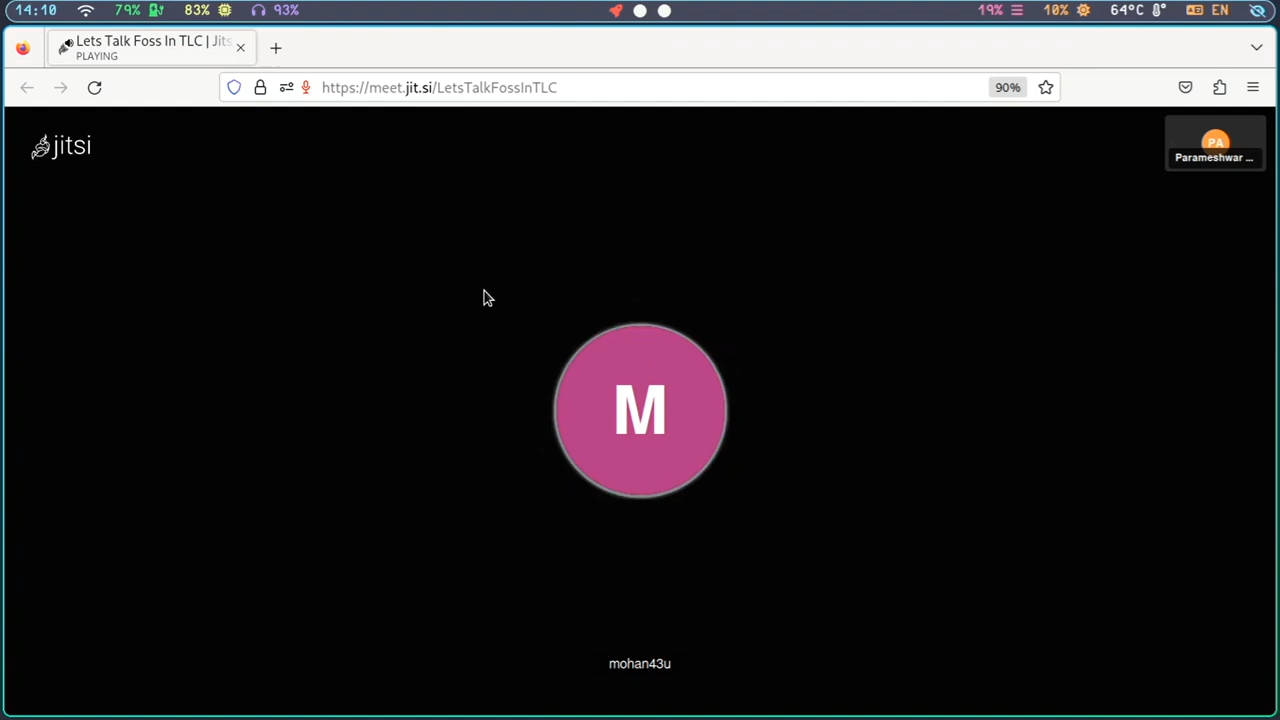 14:10 79% 83% 93% 19% 10% 64°C EN
Lets Talk Foss In TLC | Jits
PLAYING
https://meet.jit.si/LetsTalkFossInTLC 90%
jitsi
PA
Parameshwar ...
M
mohan43u